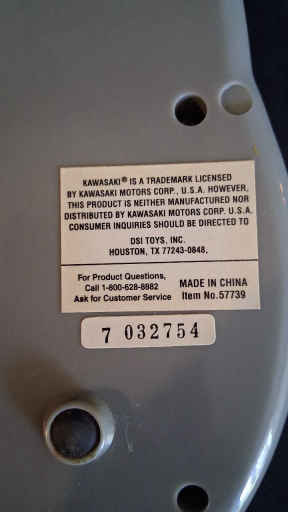 KAWASAKI® IS A TRADEMARK LICENSED
BY KAWASAKI MOTORS CORP., U.S.A. HOWEVER,
THIS PRODUCT IS NEITHER MANUFACTURED NOR
DISTRIBUTED BY KAWASAKI MOTORS CORP. U.S.A.
CONSUMER INQUIRIES SHOULD BE DIRECTED TO
DSI TOYS, INC.
HOUSTON, TX 77243-0848.
For Product Questions,
Call 1-800-628-8882
Ask for Customer Service
MADE IN CHINA
Item No.57739
7 032754